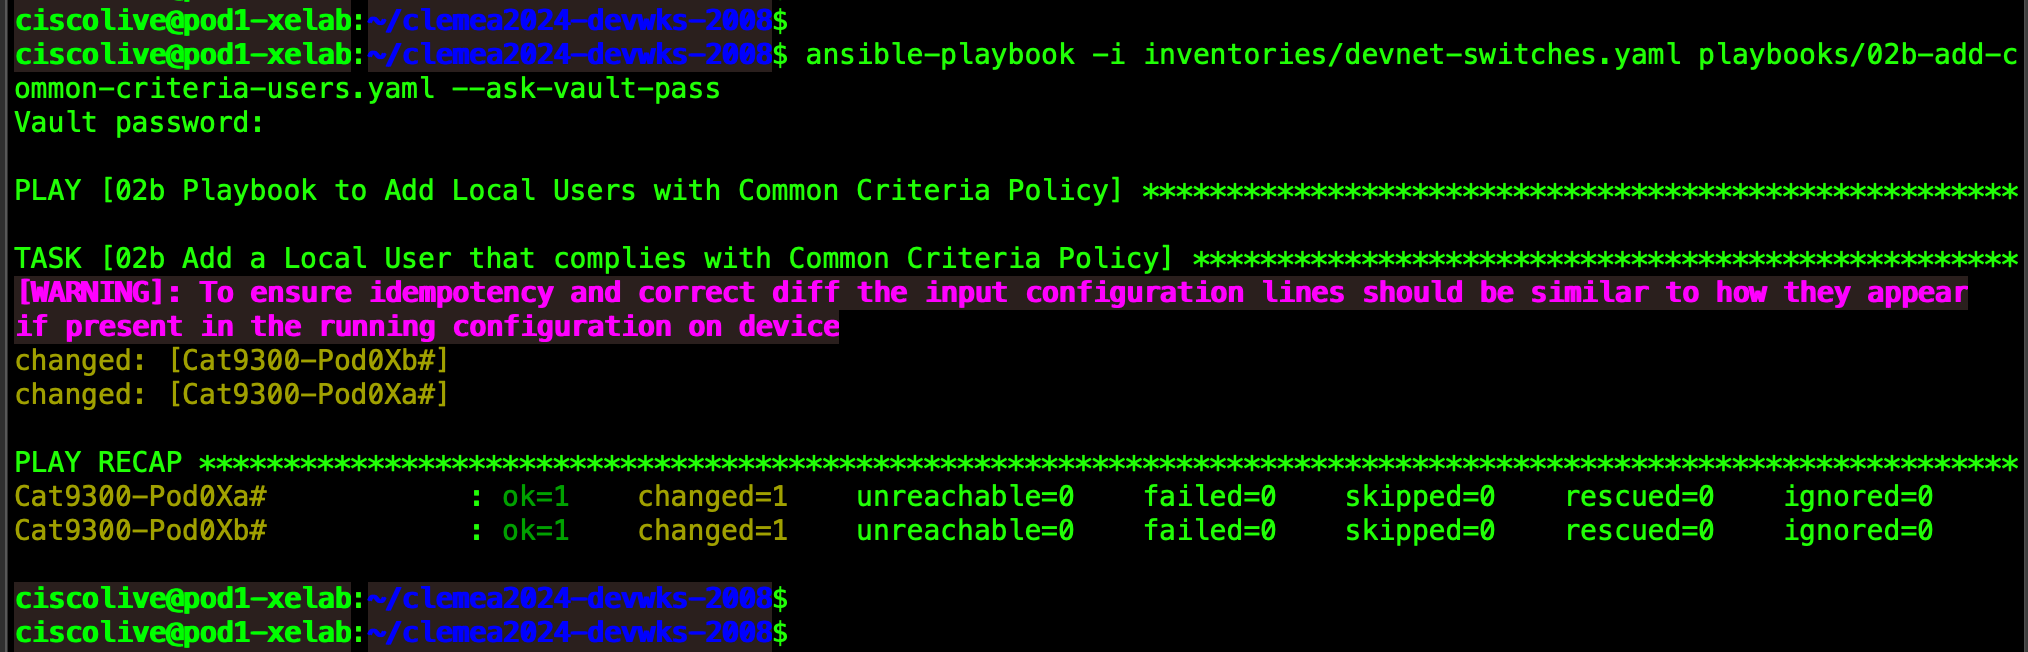 ciscolive@pod1-xelab:~/clemea2024-devwks-2008$
ciscolive@pod1-xelab:~/clemea2024-devwks-2008$ ansible-playbook -i inventories/devnet-switches.yaml playbooks/02b-add-c
ommon-criteria-users.yaml --ask-vault-pass
Vault password:
PLAY [02b Playbook to Add Local Users with Common Criteria Policy] ****************************************************
TASK [02b Add a Local User that complies with Common Criteria Policy] *************************************************
[WARNING]: To ensure idempotency and correct diff the input configuration lines should be similar to how they appear
if present in the running configuration on device
changed: [Cat9300-Pod0Xb#]
changed: [Cat9300-Pod0Xa#]
PLAY RECAP ************************************************************************************************************
Cat9300-Pod0Xa#            : ok=1    changed=1    unreachable=0    failed=0    skipped=0    rescued=0    ignored=0
Cat9300-Pod0Xb#            : ok=1    changed=1    unreachable=0    failed=0    skipped=0    rescued=0    ignored=0
ciscolive@pod1-xelab:~/clemea2024-devwks-2008$
ciscolive@pod1-xelab:~/clemea2024-devwks-2008$